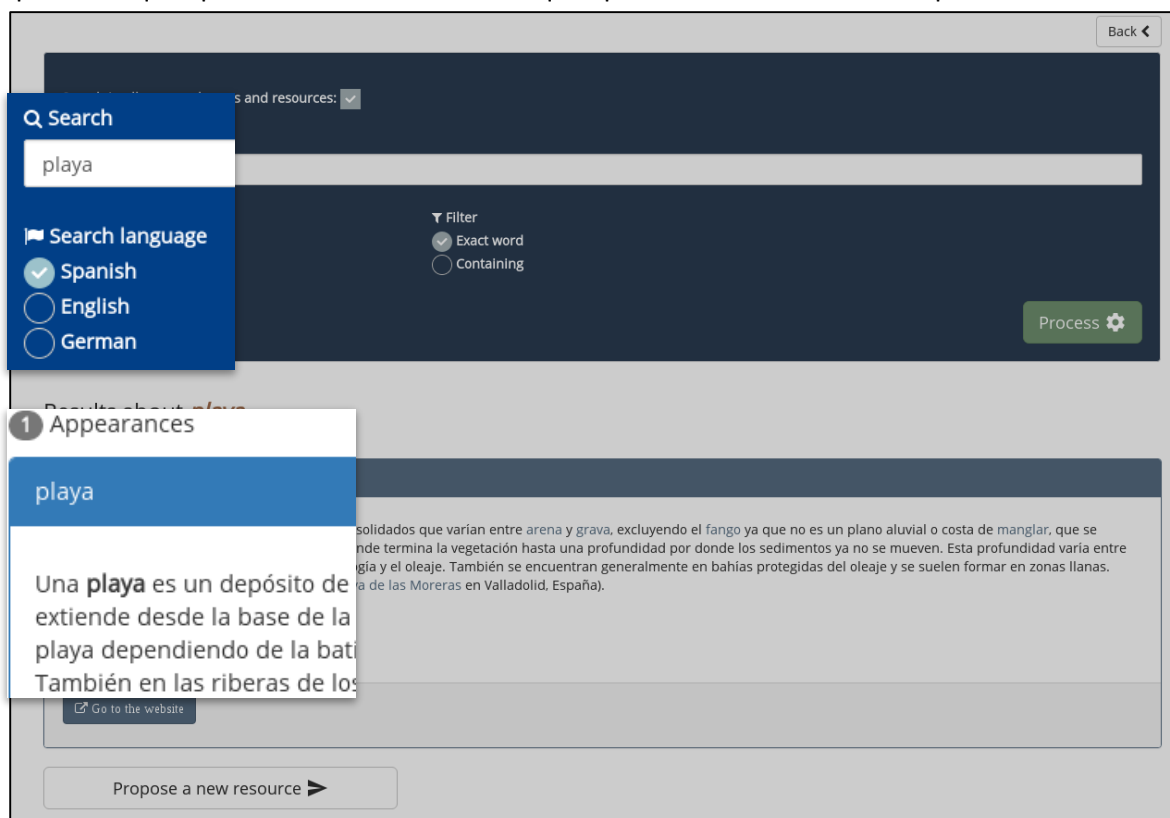 Back
s and resources:
Search
playa
Search language
Spanish
English
German
Filter
Exact word
Containing
Process
Results about playa
1 Appearances
playa
Una playa es un depósito de
extiende desde la base de la
playa dependiendo de la bati
También en las riberas de los
solidados que varían entre arena y grava, excluyendo el fango ya que no es un plano aluvial o costa de manglar, que se
nde termina la vegetación hasta una profundidad por donde los sedimentos ya no se mueven. Esta profundidad varía entre
gía y el oleaje. También se encuentran generalmente en bahías protegidas del oleaje y se suelen formar en zonas llanas.
a de las Moreras en Valladolid, España).
Go to the website
Propose a new resource